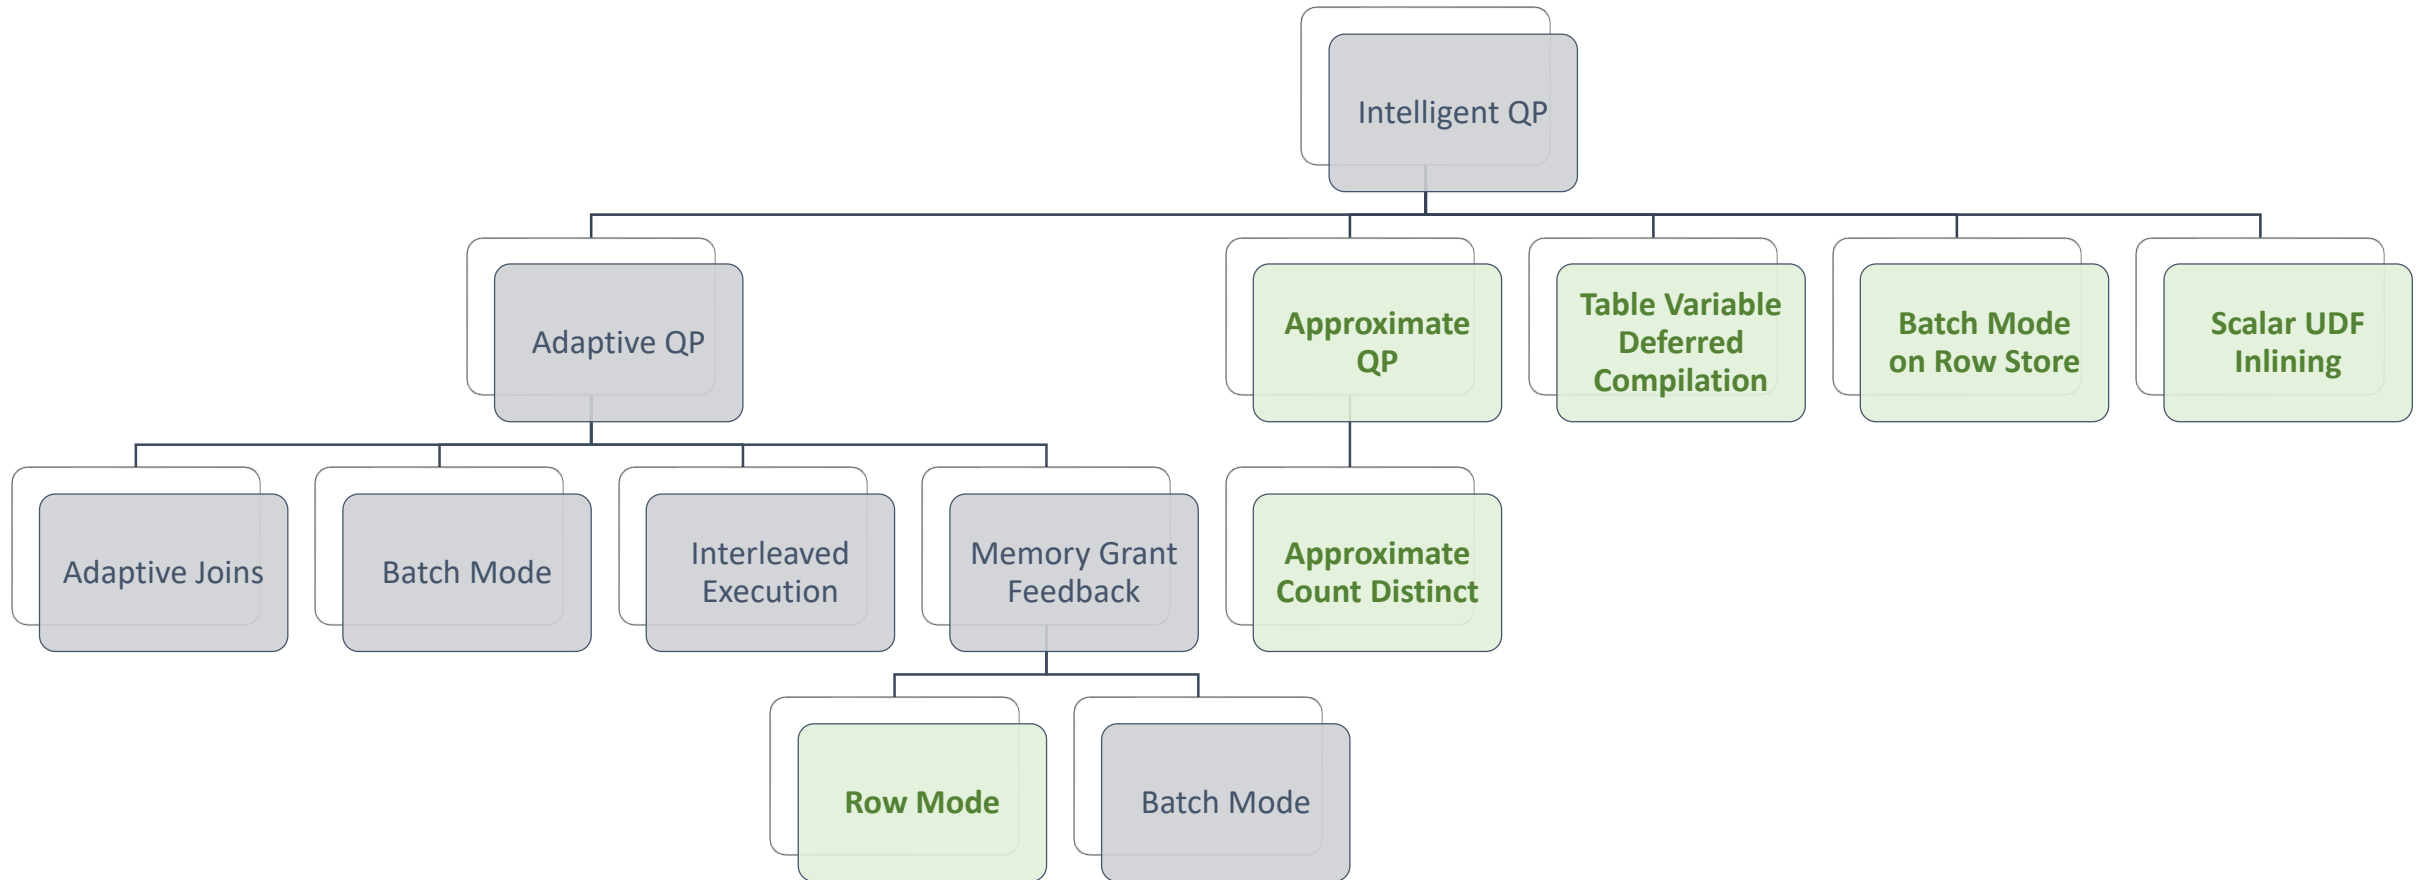 Intelligent QP
Adaptive QP
Approximate
QP
Table Variable
Deferred
Compilation
Batch Mode
on Row Store
Scalar UDF
Inlining
Adaptive Joins
Batch Mode
Interleaved
Execution
Memory Grant
Feedback
Approximate
Count Distinct
Row Mode
Batch Mode